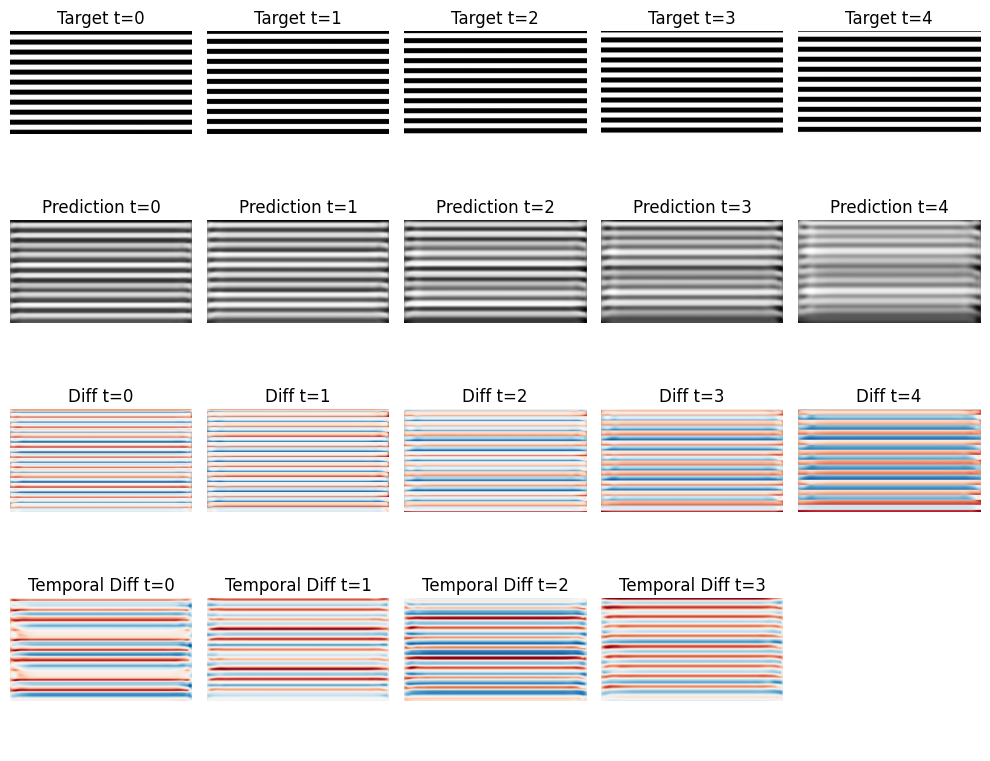 Target t=0 Target t=1 Target t=2 Target t=3 Target t=4
Prediction t=0 Prediction t=1 Prediction t=2 Prediction t=3 Prediction t=4
Diff t=0 Diff t=1 Diff t=2 Diff t=3 Diff t=4
Temporal Diff t=0 Temporal Diff t=1 Temporal Diff t=2 Temporal Diff t=3